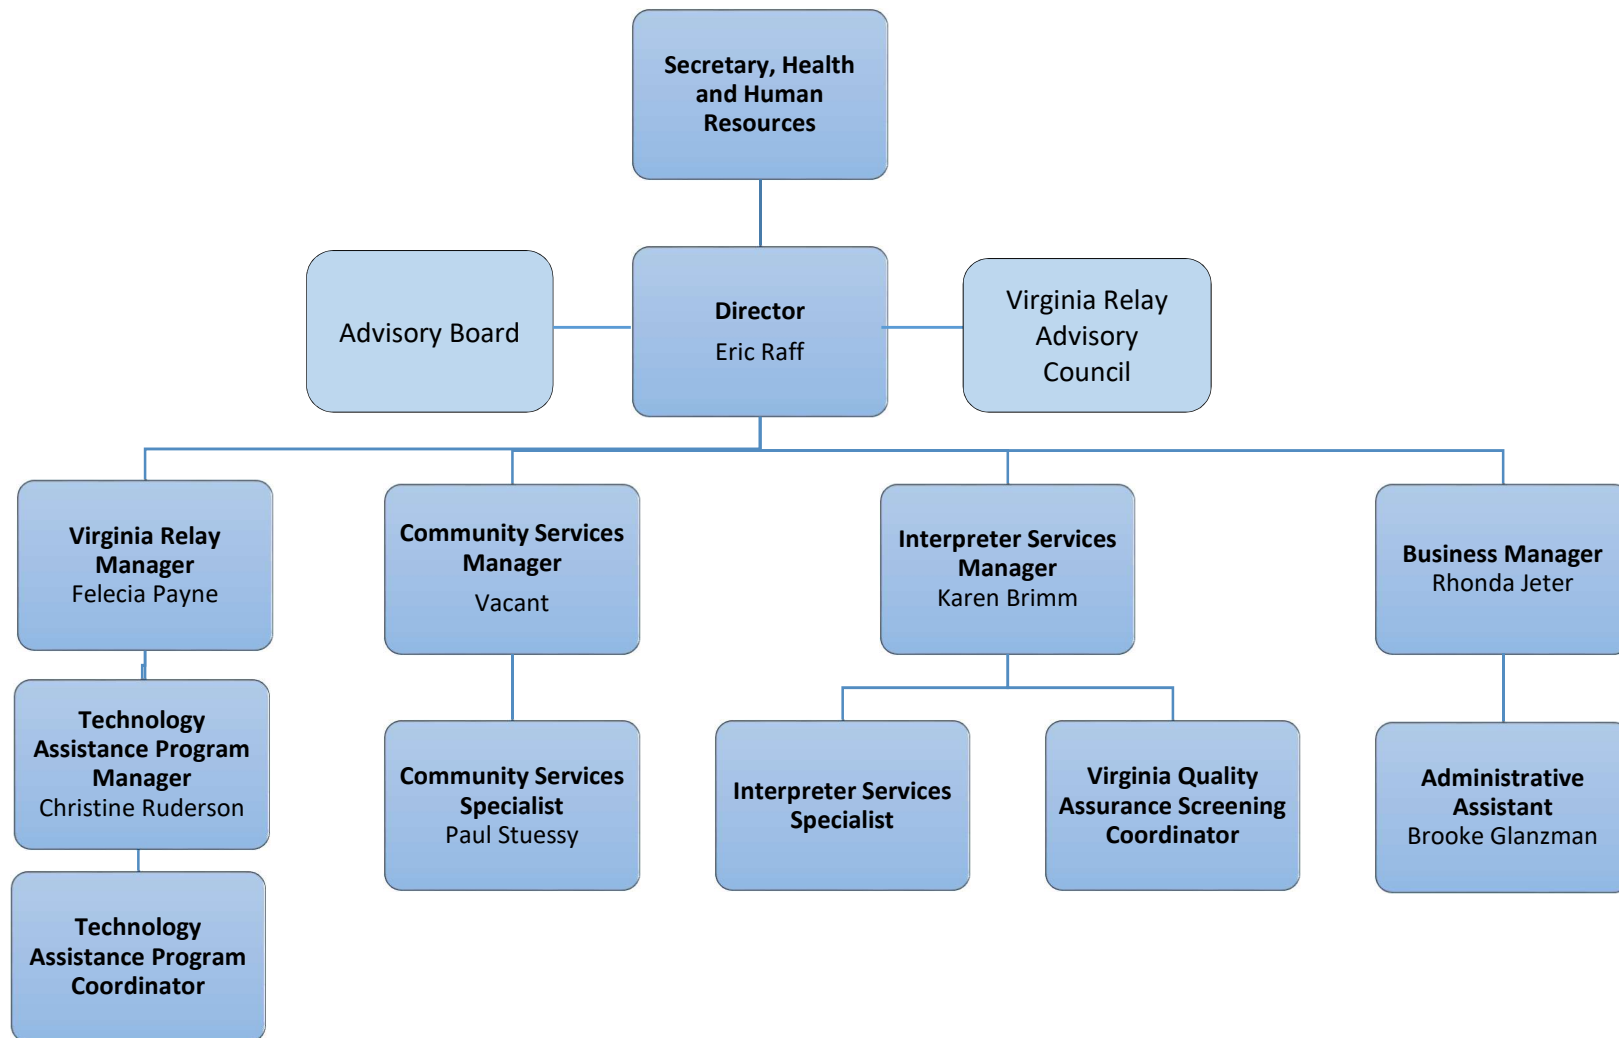 Secretary, Health
and Human
Resources
Advisory Board
Director
Eric Raff
Virginia Relay
Advisory
Council
Virginia Relay
Manager
Felecia Payne
Community Services
Manager
Vacant
Interpreter Services
Manager
Karen Brimm
Business Manager
Rhonda Jeter
Technology
Assistance Program
Manager
Christine Ruderson
Community Services
Specialist
Paul Stuessy
Interpreter Services
Specialist
Virginia Quality
Assurance Screening
Coordinator
Administrative
Assistant
Brooke Glanzman
Technology
Assistance Program
Coordinator